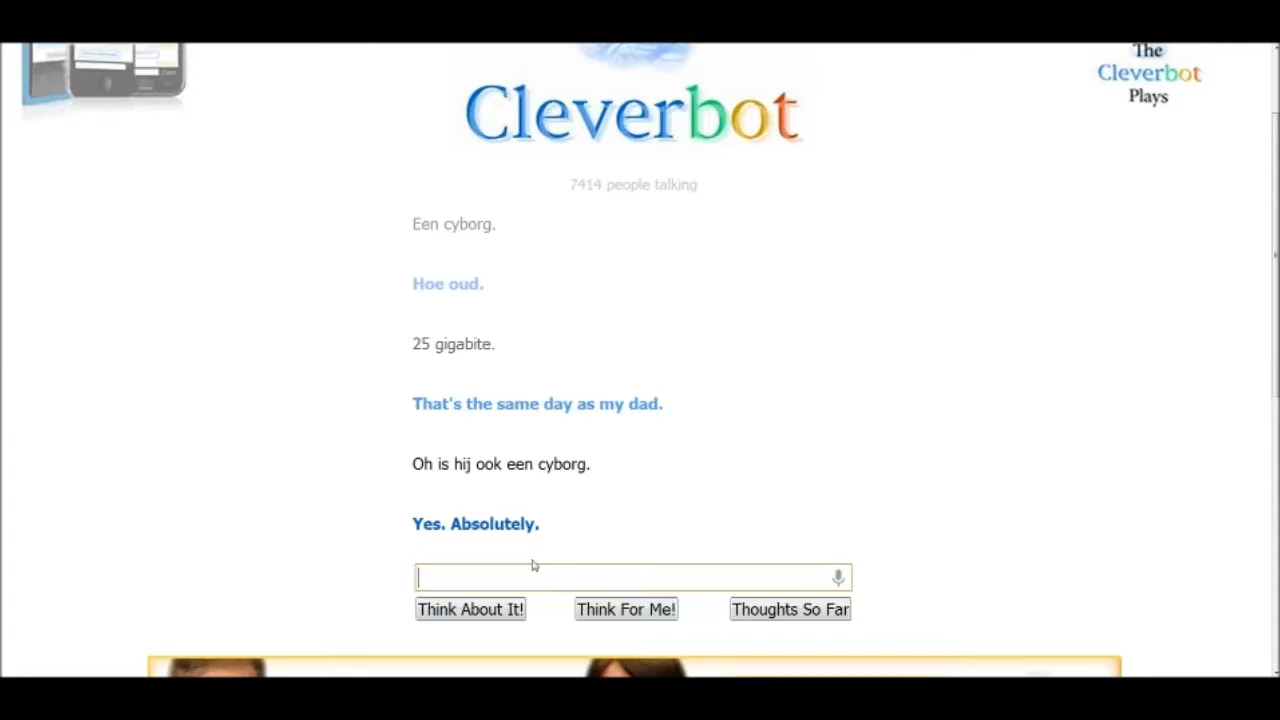 The
Cleverbot
Plays
Cleverbot
7414 people talking
Een cyborg.
Hoe oud.
25 gigabite.
That's the same day as my dad.
Oh is hij ook een cyborg.
Yes. Absolutely.
Think About It!
Think For Me!
Thoughts So Far